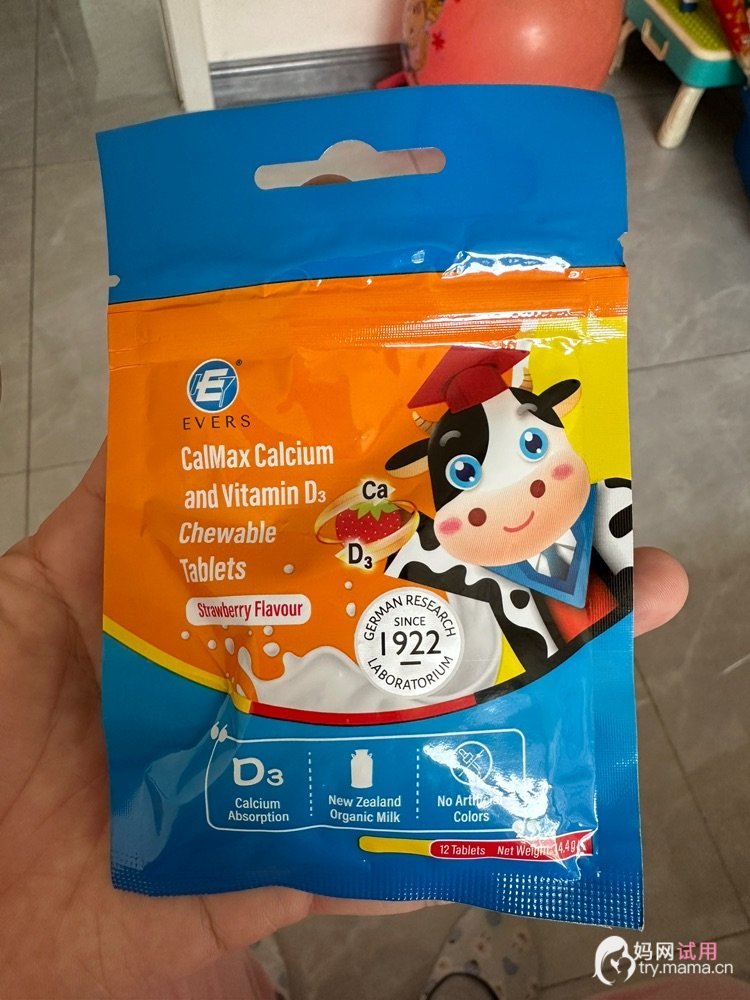 ®
EVERS
CalMax Calcium
and Vitamin D₃
Chewable
Tablets
Strawberry Flavour
Ca
D₃
GERMAN RESEARCH
SINCE
1922
LABORATORIUM
D₃
Calcium
Absorption
New Zealand
Organic Milk
No Artificial
Colors
12 Tablets Net Weight: 14.4g
妈网试用
try.mama.cn